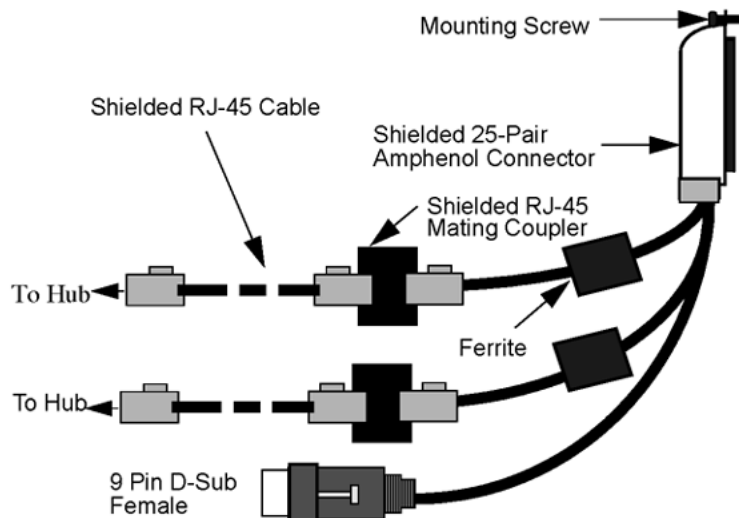 Mounting Screw
Shielded RJ-45 Cable
Shielded 25-Pair
Amphenol Connector
Shielded RJ-45
Mating Coupler
To Hub
Ferrite
To Hub
9 Pin D-Sub
Female